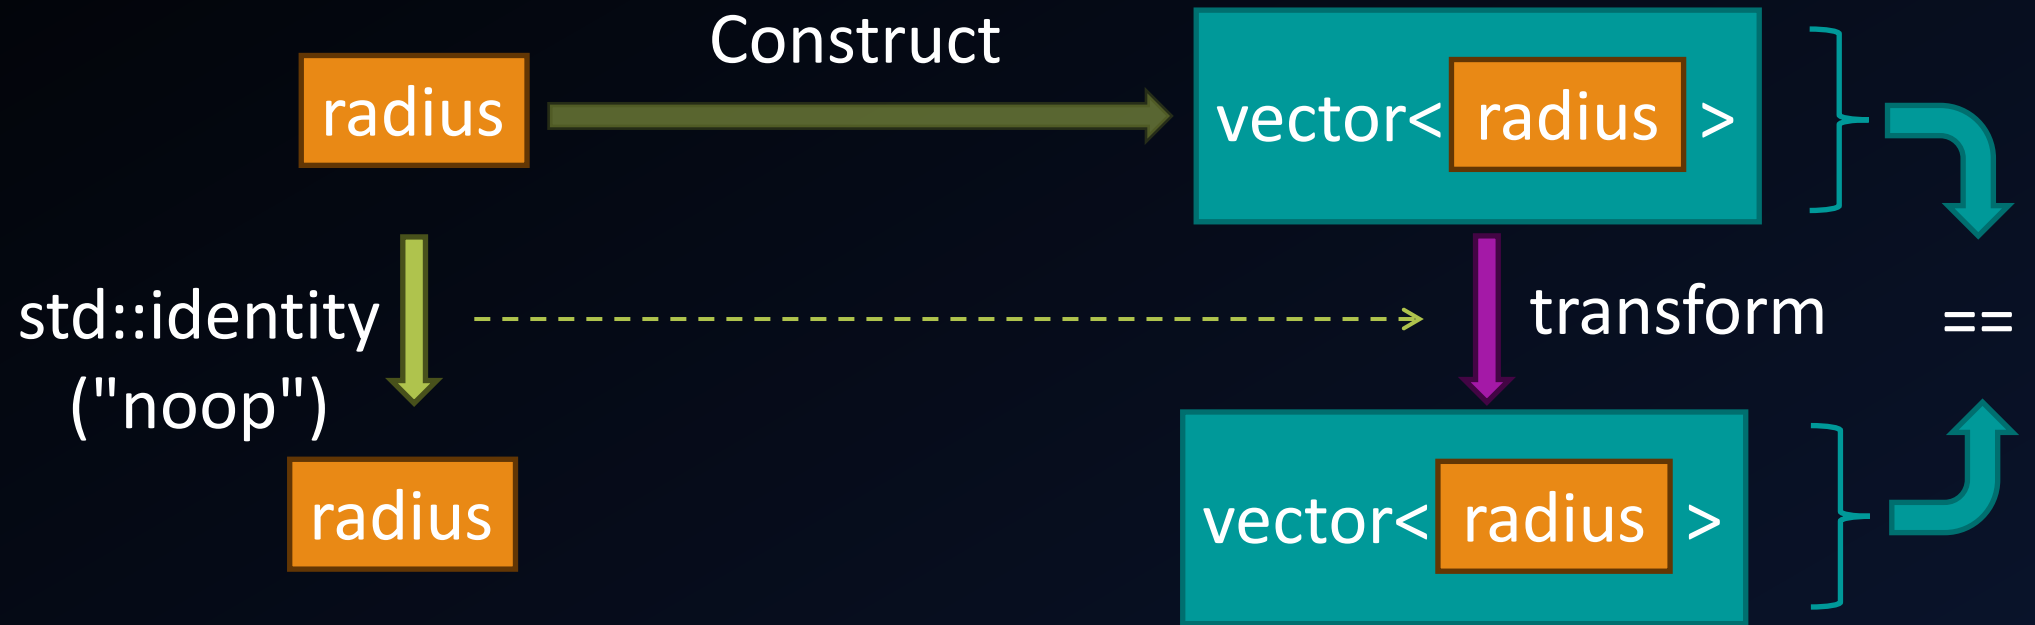 Construct
radius
vector< radius >
std::identity
("noop")
transform
==
radius
vector< radius >